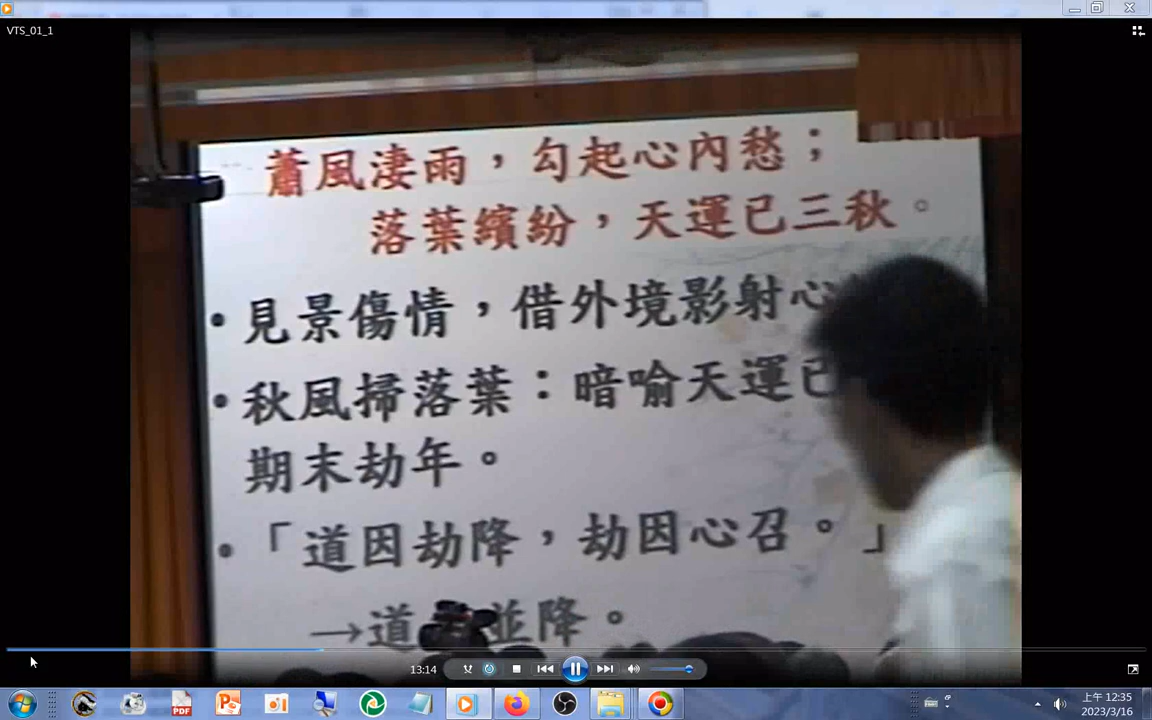 VTS_01_1
蕭風淒雨，勾起心內愁；
落葉繽紛，天運已三秋。
•見景傷情，借外境影射心
•秋風掃落葉：暗喻天運已
期末劫年。
•「道因劫降，劫因心召。」
→道 並降。
13:14
PDF
上午 12:35
2023/3/16